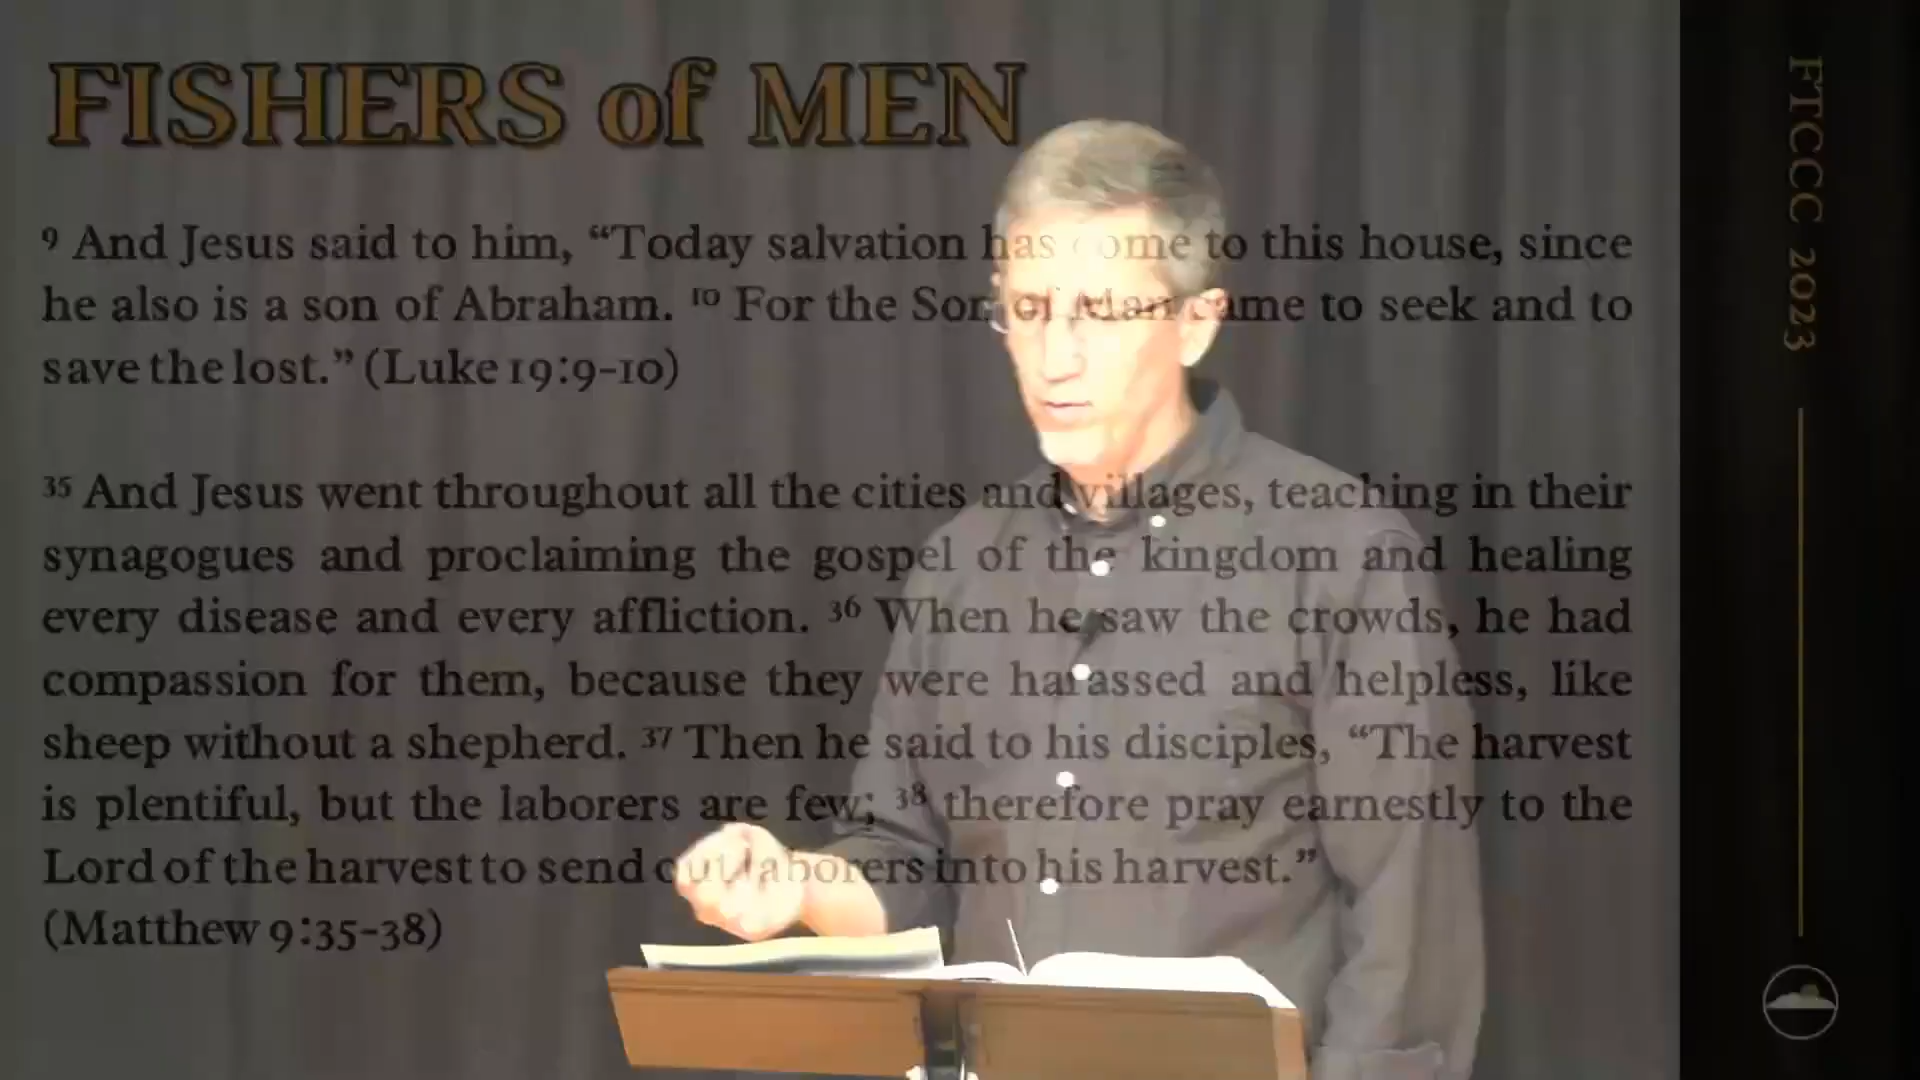 FISHERS of MEN
9 And Jesus said to him, “Today salvation has come to this house, since
he also is a son of Abraham. 10 For the Son of Man came to seek and to
save the lost.” (Luke 19:9-10)
35 And Jesus went throughout all the cities and villages, teaching in their
synagogues and proclaiming the gospel of the kingdom and healing
every disease and every affliction. 36 When he saw the crowds, he had
compassion for them, because they were harassed and helpless, like
sheep without a shepherd. 37 Then he said to his disciples, “The harvest
is plentiful, but the laborers are few; 38 therefore pray earnestly to the
Lord of the harvest to send out laborers into his harvest.”
(Matthew 9:35-38)
FTCCC 2023